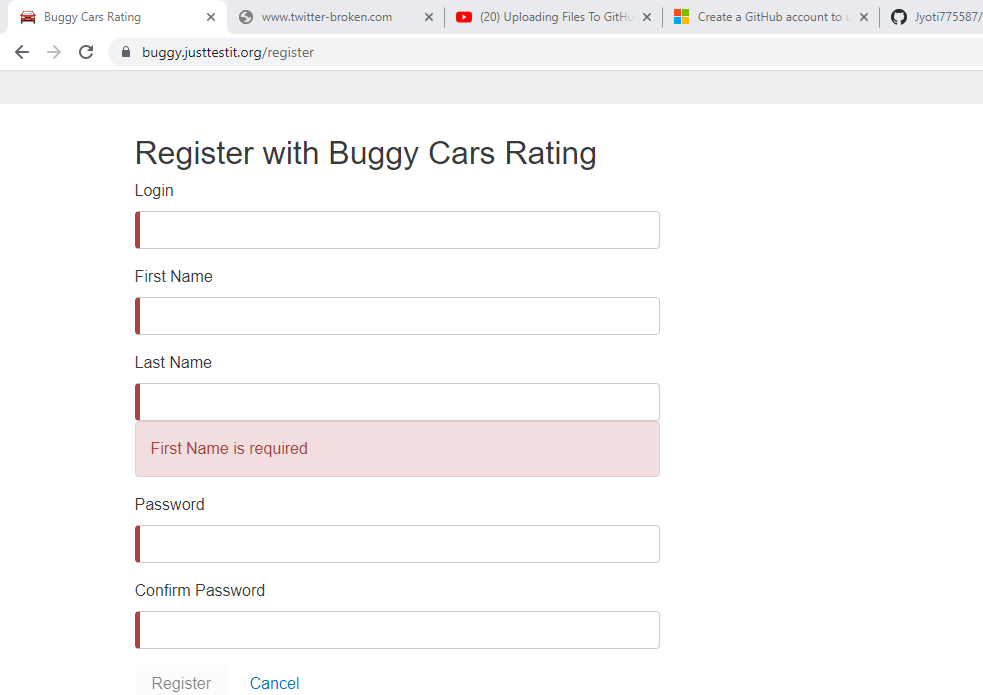 Buggy Cars Rating
www.twitter-broken.com
(20) Uploading Files To GitHu
Create a GitHub account to
Jyoti775587/
buggy.justtestit.org/register
Register with Buggy Cars Rating
Login
First Name
Last Name
First Name is required
Password
Confirm Password
Register Cancel